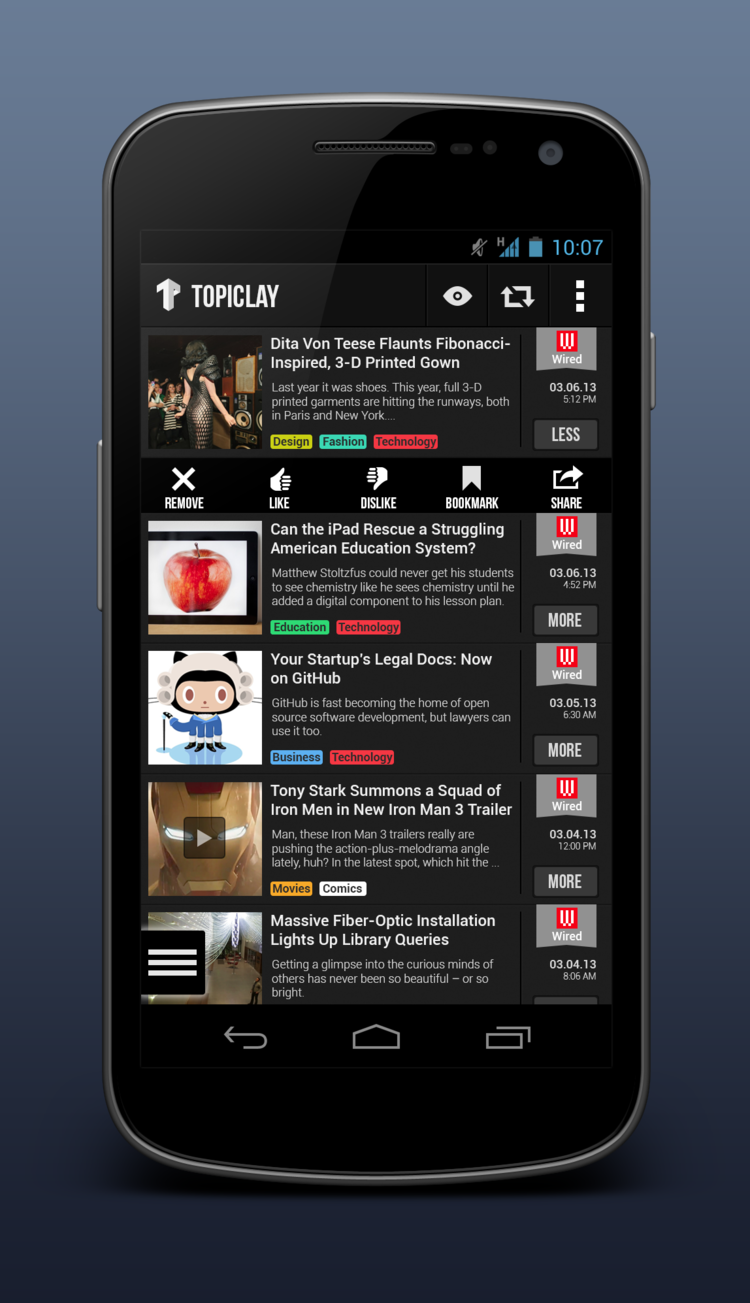 H 10:07
TOPICLAY
Dita Von Teese Flaunts Fibonacci-
Inspired, 3-D Printed Gown
Last year it was shoes. This year, full 3-D
printed garments are hitting the runways, both
in Paris and New York....
Design Fashion Technology
Wired
03.06.13
5:12 PM
LESS
REMOVE LIKE DISLIKE BOOKMARK SHARE
Can the iPad Rescue a Struggling
American Education System?
Matthew Stoltzfus could never get his students
to see chemistry like he sees chemistry until he
added a digital component to his lesson plan.
Education Technology
Wired
03.06.13
4:52 PM
MORE
Your Startup's Legal Docs: Now
on GitHub
GitHub is fast becoming the home of open
source software development, but lawyers can
use it too.
Business Technology
Wired
03.05.13
6:30 AM
MORE
Tony Stark Summons a Squad of
Iron Men in New Iron Man 3 Trailer
Man, these Iron Man 3 trailers really are
pushing the action-plus-melodrama angle
lately, huh? In the latest spot, which hit the ...
Movies Comics
Wired
03.04.13
12:00 PM
MORE
Massive Fiber-Optic Installation
Lights Up Library Queries
Getting a glimpse into the curious minds of
others has never been so beautiful – or so
bright.
Wired
03.04.13
8:06 AM